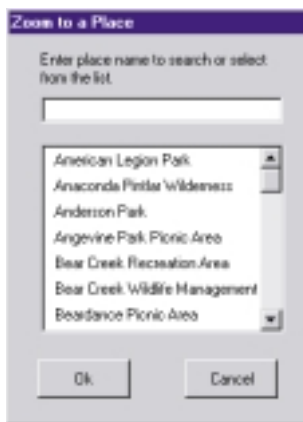 Zoom to a Place
Enter place name to search or select
from the list.
American Legion Park
Anaconda Pintlar Wilderness
Anderson Park
Angevine Park Picnic Area
Bear Creek Recreation Area
Bear Creek Wildlife Management
Beardance Picnic Area
Ok
Cancel